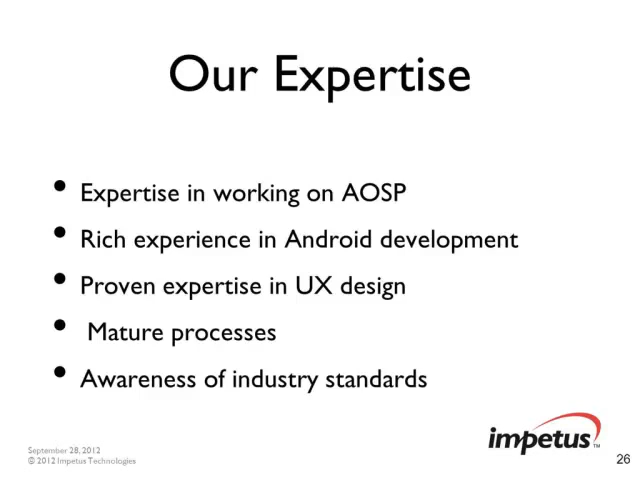 Our Expertise
• Expertise in working on AOSP
• Rich experience in Android development
• Proven expertise in UX design
• Mature processes
• Awareness of industry standards
September 28, 2012
© 2012 Impetus Technologies
impetus™
26